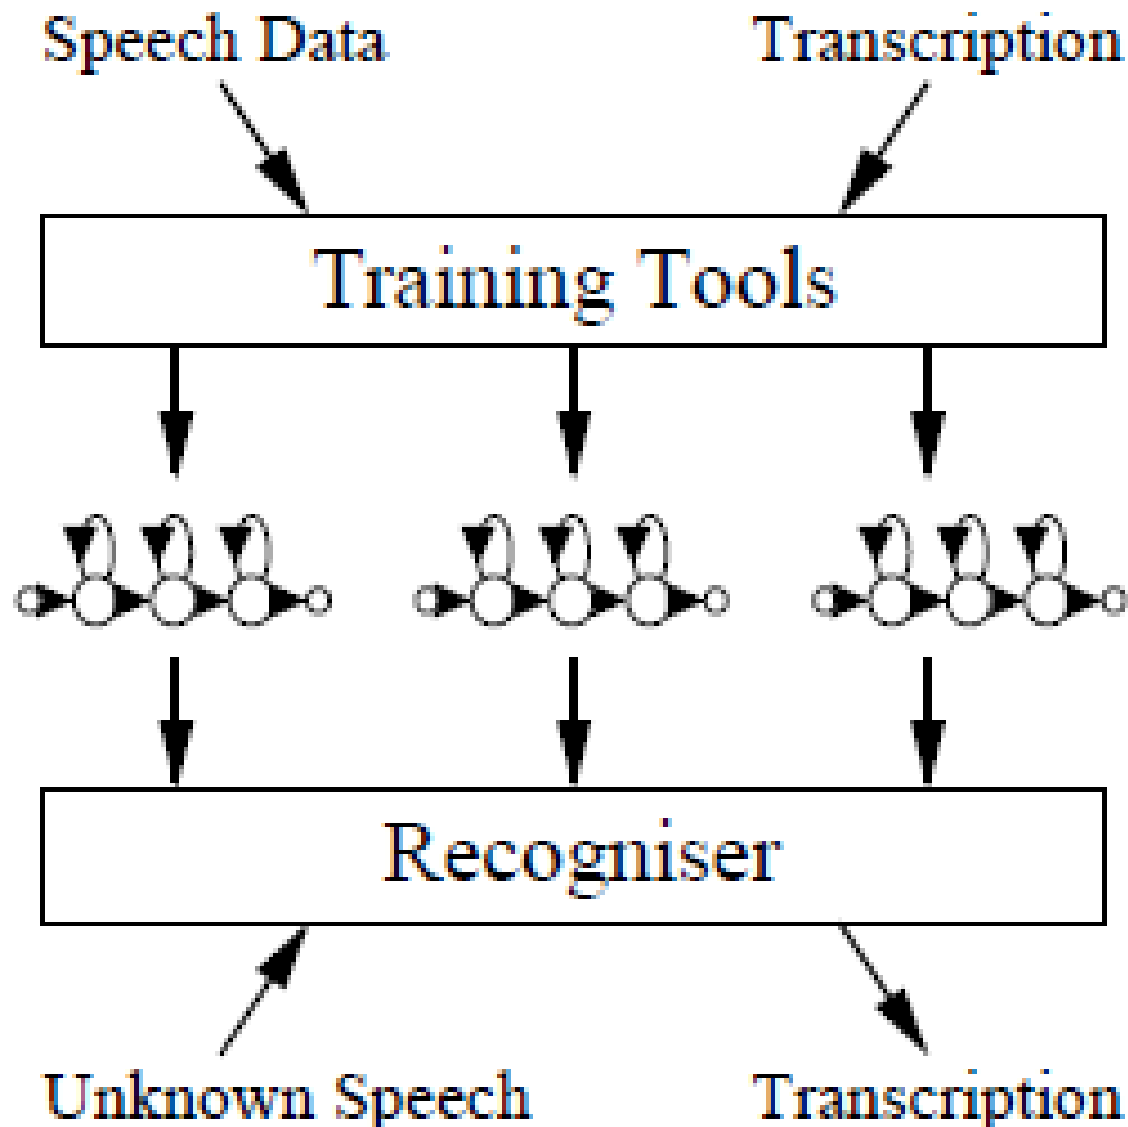 Speech Data
Transcription
Training Tools
Recogniser
Unknown Speech
Transcription